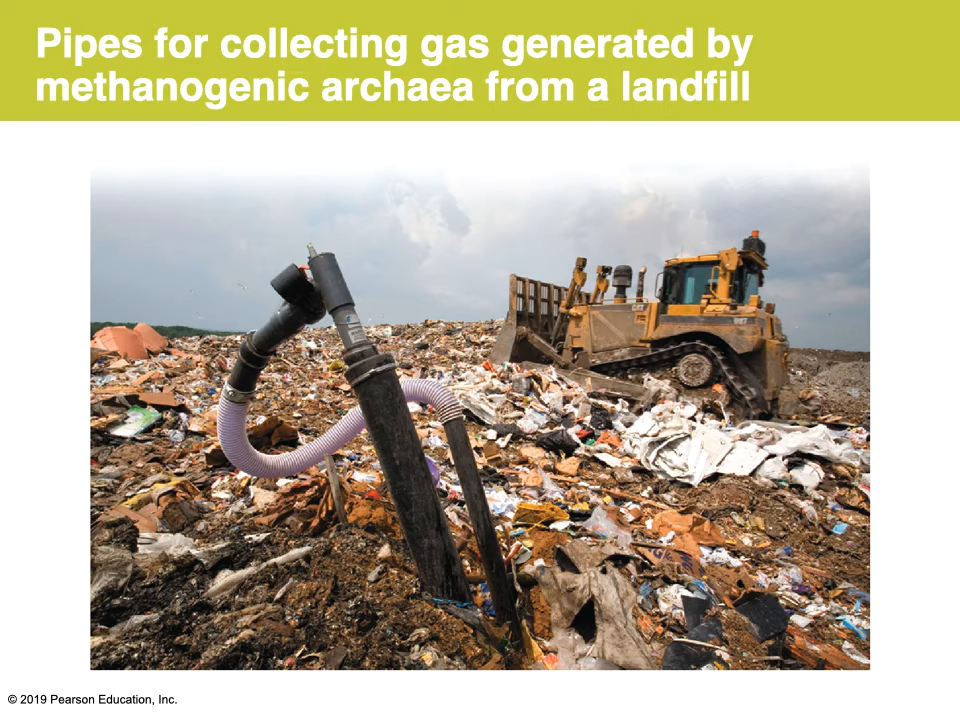 Pipes for collecting gas generated by
methanogenic archaea from a landfill
© 2019 Pearson Education, Inc.